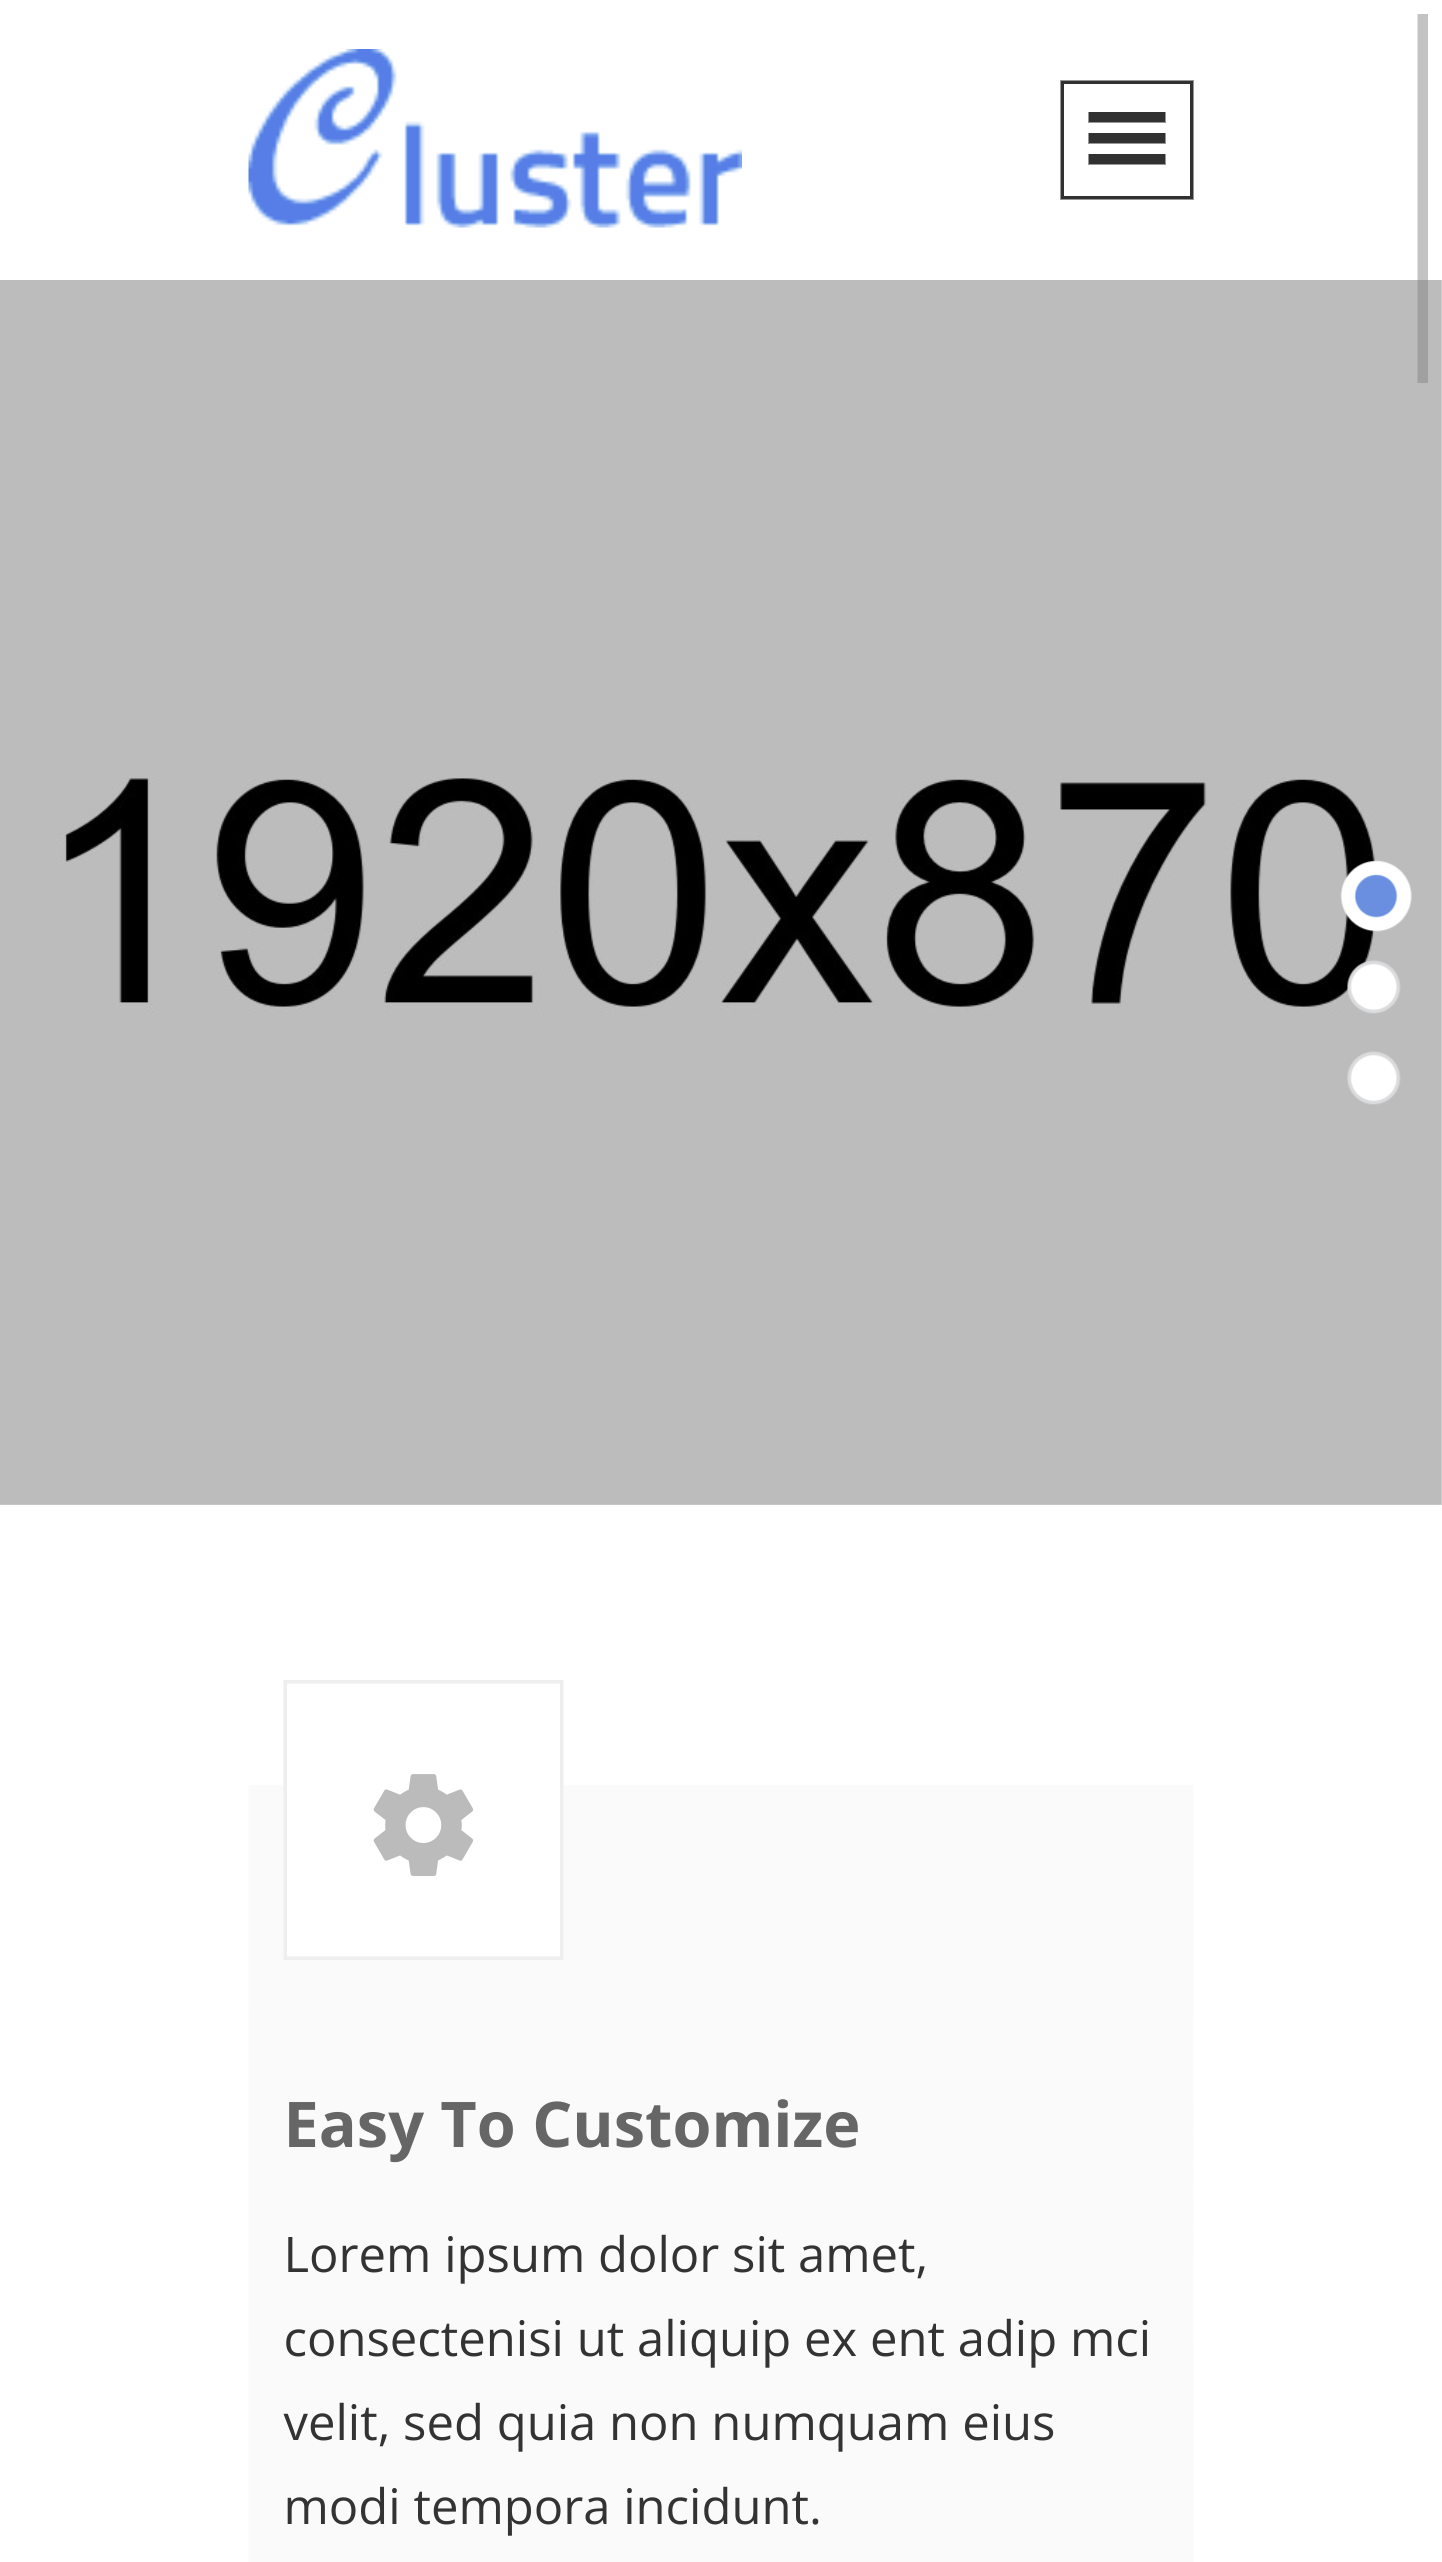 Cluster
1920x870
Easy To Customize
Lorem ipsum dolor sit amet,
consectenisi ut aliquip ex ent adip mci
velit, sed quia non numquam eius
modi tempora incidunt.